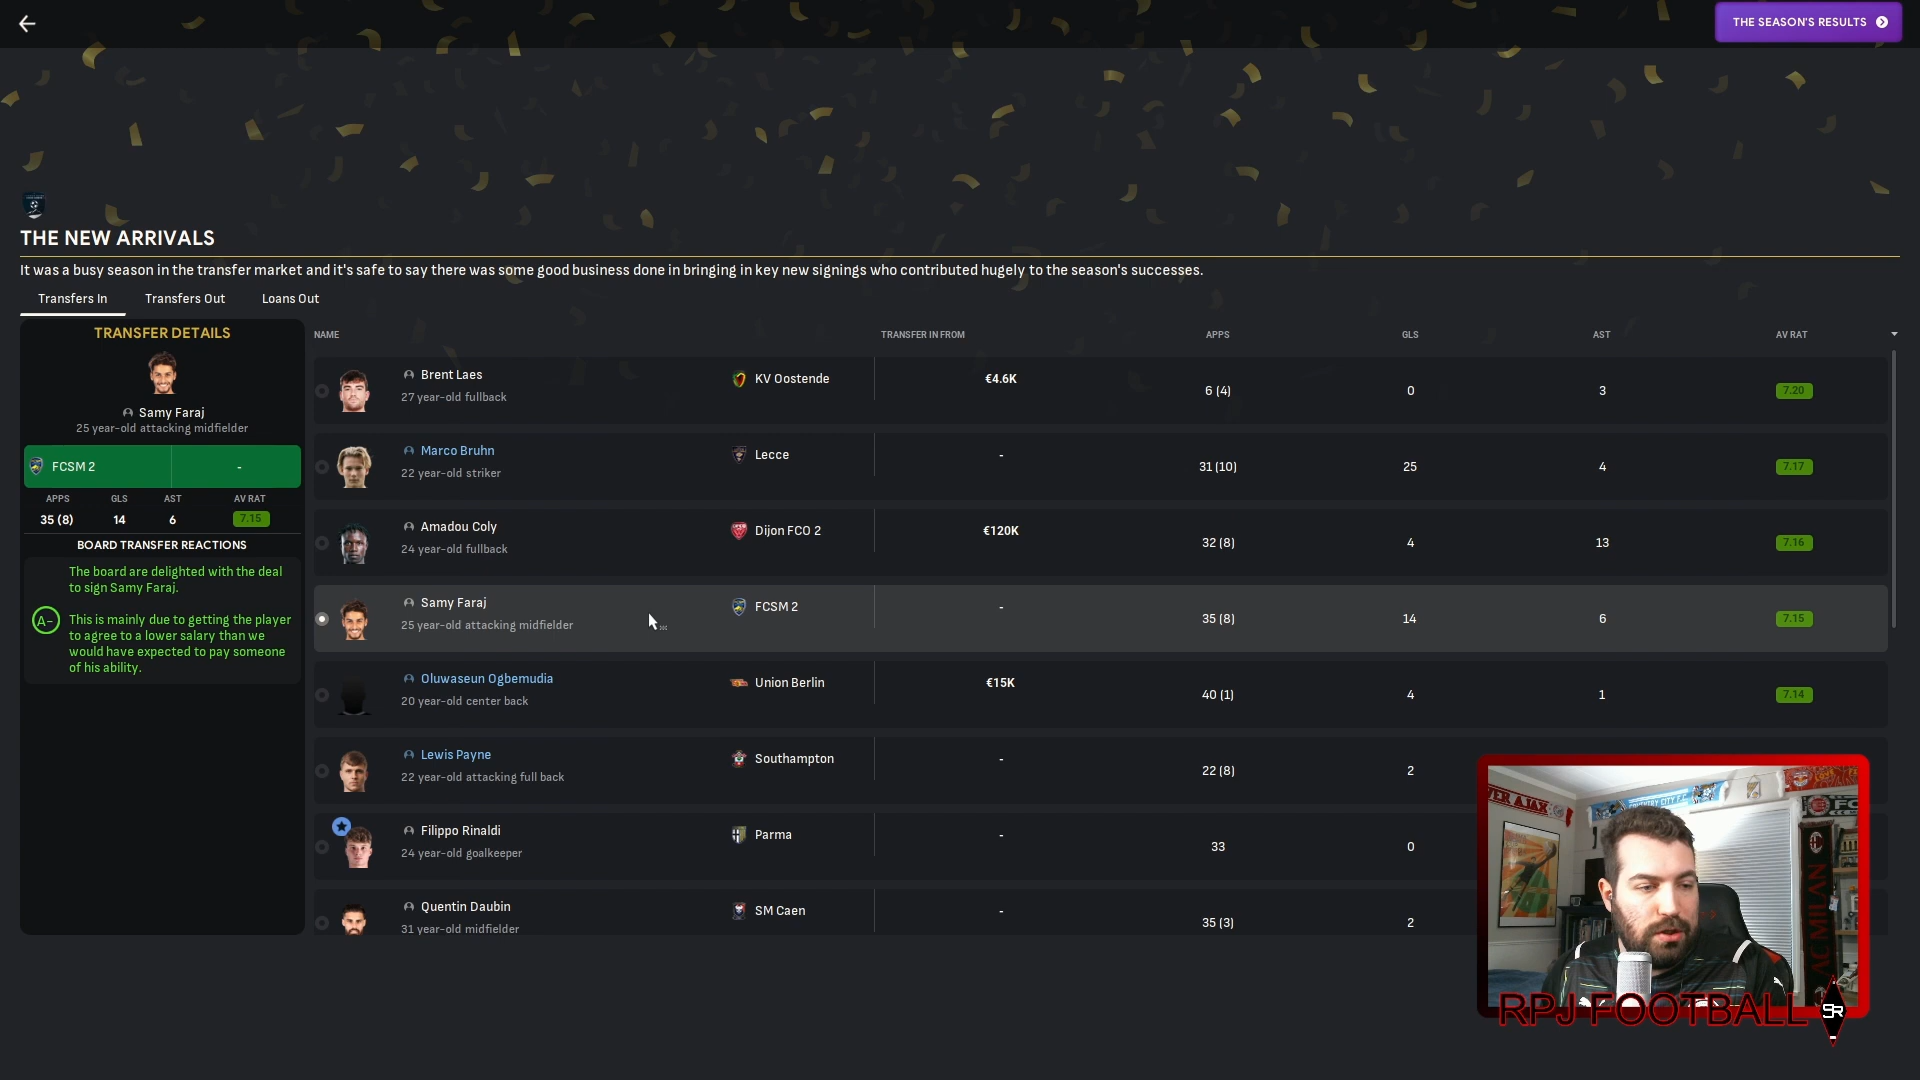 THE SEASON'S RESULTS
THE NEW ARRIVALS
It was a busy season in the transfer market and it's safe to say there was some good business done in bringing in key new signings who contributed hugely to the season's successes.
Transfers In Transfers Out Loans Out
TRANSFER DETAILS
Samy Faraj
25 year-old attacking midfielder
FCSM 2 -
APPS GLS AST AV RAT
35 (8) 14 6 7.15
BOARD TRANSFER REACTIONS
The board are delighted with the deal
to sign Samy Faraj.
A-
This is mainly due to getting the player
to agree to a lower salary than we
would have expected to pay someone
of his ability.
NAME TRANSFER IN FROM APPS GLS AST AV RAT
Brent Laes KV Oostende €4.6K 6 (4) 0 3 7.20
27 year-old fullback
Marco Bruhn Lecce - 31 (10) 25 4 7.17
22 year-old striker
Amadou Coly Dijon FCO 2 €120K 32 (8) 4 13 7.16
24 year-old fullback
Samy Faraj FCSM 2 - 35 (8) 14 6 7.15
25 year-old attacking midfielder
Oluwaseun Ogbemudia Union Berlin €15K 40 (1) 4 1 7.14
20 year-old center back
Lewis Payne Southampton - 22 (8) 2
22 year-old attacking full back
Filippo Rinaldi Parma - 33 0
24 year-old goalkeeper
Quentin Daubin SM Caen - 35 (3) 2
31 year-old midfielder
VER AJAX
COVENTRY CITY F.C.
AC MILAN
RPJ FOOTBALL
SR